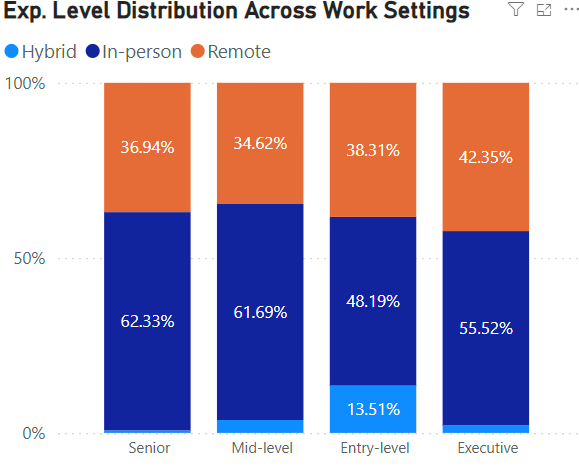 Exp. Level Distribution Across Work Settings
Hybrid In-person Remote
100%
36.94% 34.62% 38.31% 42.35%
50%
62.33% 61.69% 48.19% 55.52%
13.51%
0%
Senior Mid-level Entry-level Executive